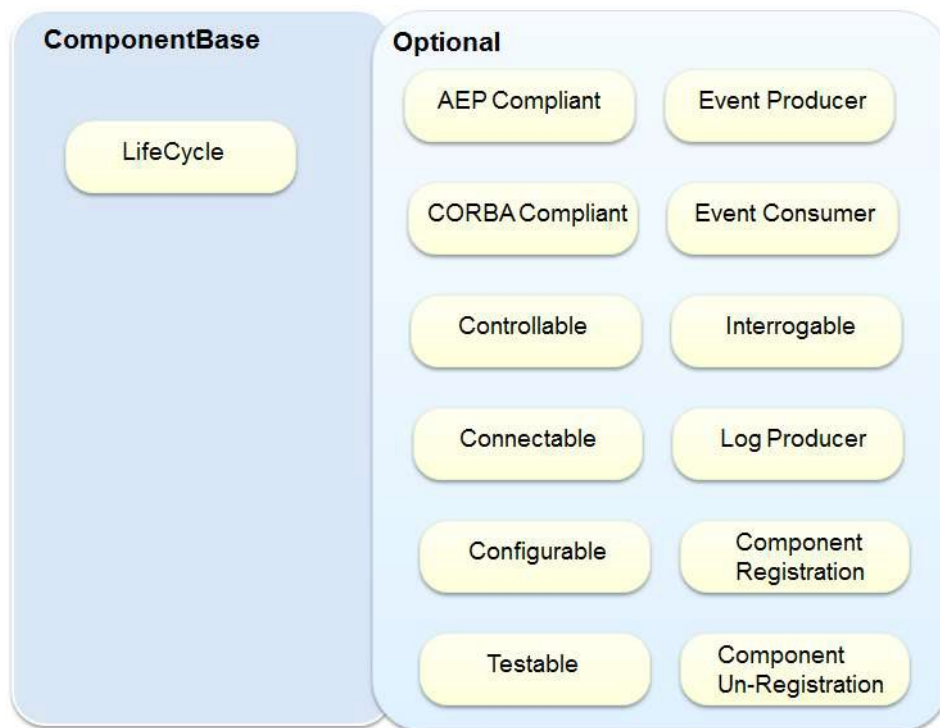 ComponentBase
LifeCycle
Optional
AEP Compliant
Event Producer
CORBA Compliant
Event Consumer
Controllable
Interrogable
Connectable
Log Producer
Configurable
Component
Registration
Testable
Component
Un-Registration